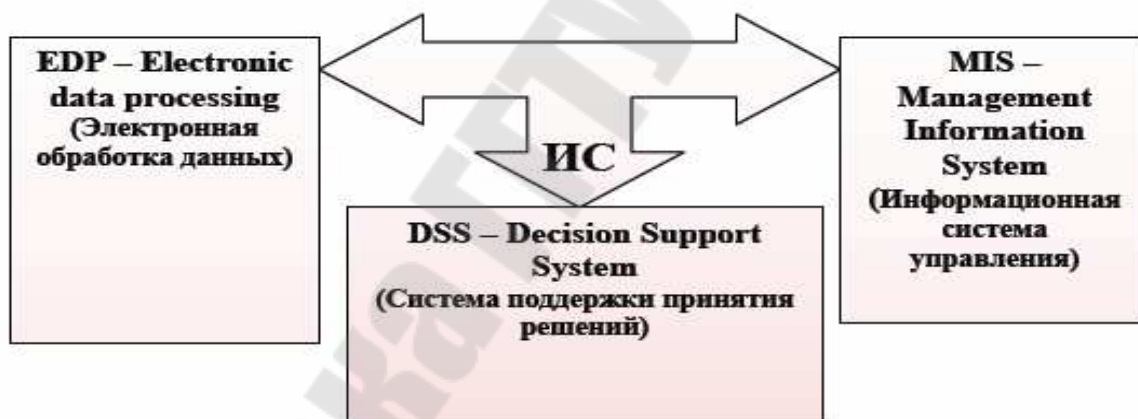 EDP – Electronic
data processing
(Электронная
обработка данных)
ИС
MIS –
Management
Information
System
(Информационная
система
управления)
DSS – Decision Support
System
(Система поддержки принятия
решений)